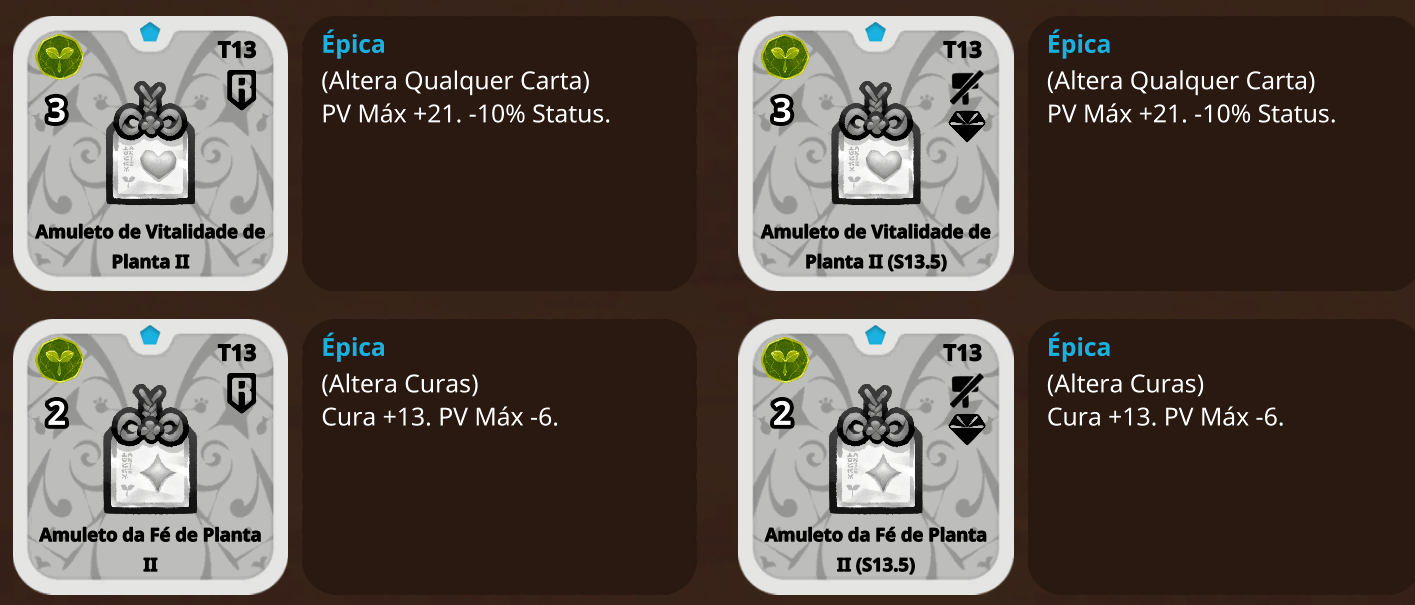 T13
3
Amuleto de Vitalidade de
Planta II
Épica
(Altera Qualquer Carta)
PV Máx +21. -10% Status.
T13
3
Amuleto de Vitalidade de
Planta II (S13.5)
Épica
(Altera Qualquer Carta)
PV Máx +21. -10% Status.
T13
2
Amuleto da Fé de Planta
II
Épica
(Altera Curas)
Cura +13. PV Máx -6.
T13
2
Amuleto da Fé de Planta
II (S13.5)
Épica
(Altera Curas)
Cura +13. PV Máx -6.